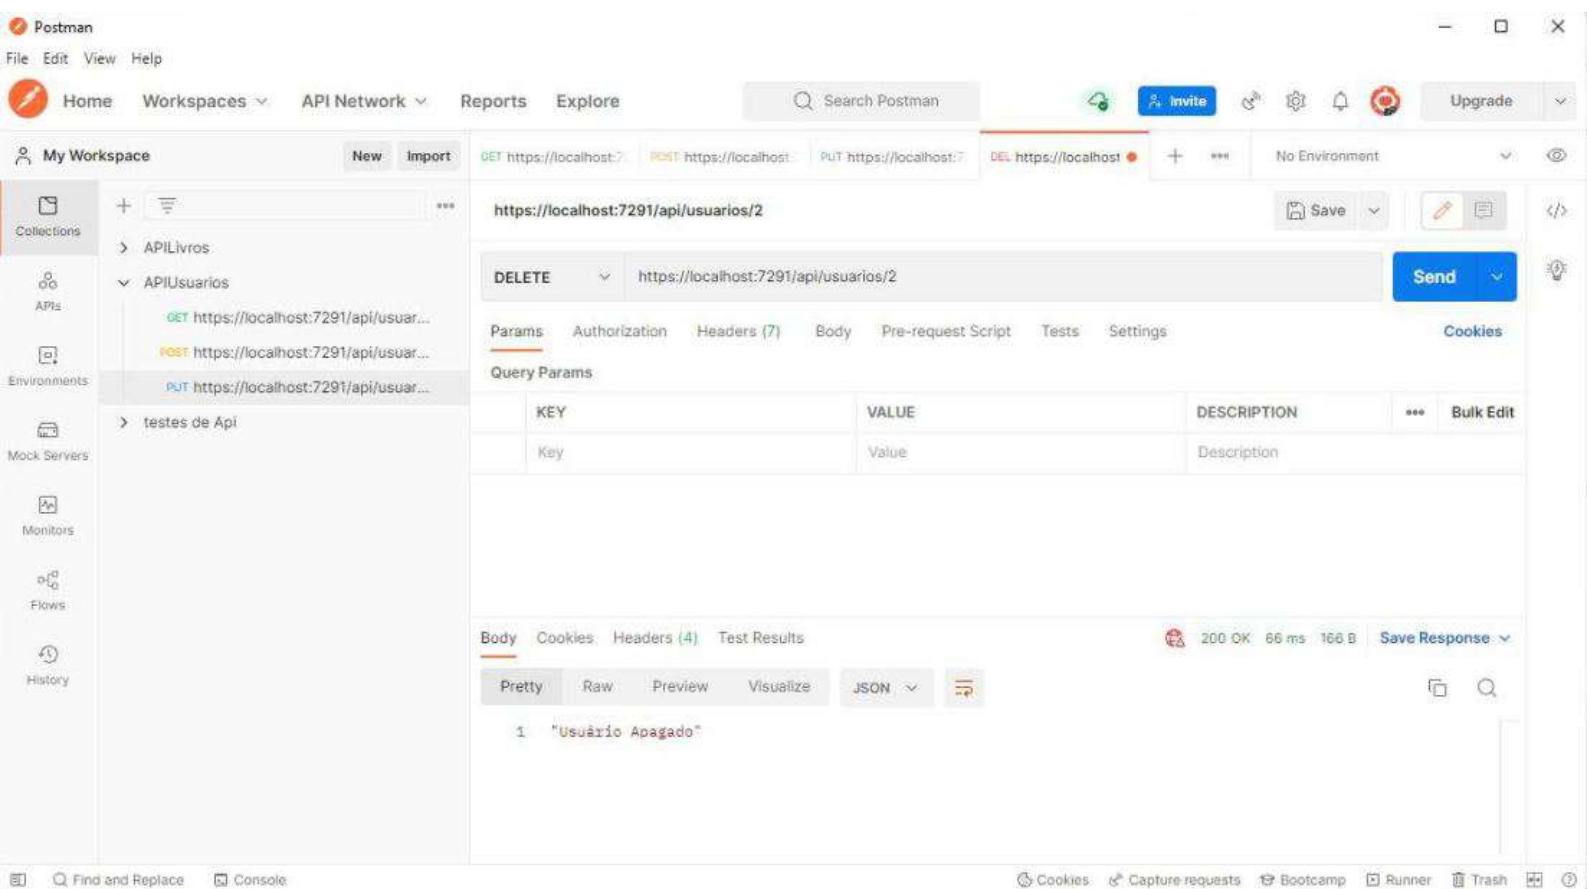 Postman
File Edit View Help
Home Workspaces API Network Reports Explore Search Postman Invite Upgrade
My Workspace New Import GET https://localhost:7 POST https://localhost: PUT https://localhost:7 DEL https://localhost No Environment
https://localhost:7291/api/usuarios/2 Save
Collections
APILivros
APIUsuarios
DELETE https://localhost:7291/api/usuarios/2 Send
APIs
GET https://localhost:7291/api/usuar...
POST https://localhost:7291/api/usuar...
PUT https://localhost:7291/api/usuar...
testes de Api
Params Authorization Headers (7) Body Pre-request Script Tests Settings Cookies
Environments
Query Params
KEY VALUE DESCRIPTION Bulk Edit
Key Value Description
Mock Servers
Monitors
Flows
History
Body Cookies Headers (4) Test Results 200 OK 66 ms 166 B Save Response
Pretty Raw Preview Visualize JSON
1 "Usuário Apagado"
Find and Replace Console Cookies Capture requests Bootcamp Runner Trash